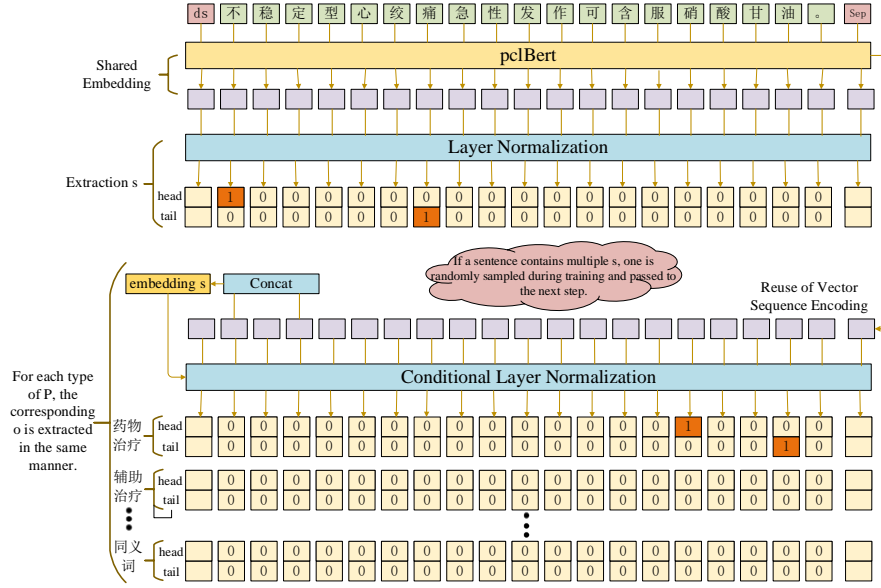 ds 不 稳 定 型 心 绞 痛 急 性 发 作 可 含 服 硝 酸 甘 油 。 Sep
pclBert
Shared
Embedding
Layer Normalization
Extraction s
head 1 0 0 0 0 0 0 0 0 0 0 0 0 0 0 0 0 0 0
tail 0 0 0 0 0 0 1 0 0 0 0 0 0 0 0 0 0 0 0
If a sentence contains multiple s, one is
randomly sampled during training and passed to
the next step.
embedding s
Concat
Reuse of Vector
Sequence Encoding
Conditional Layer Normalization
For each type
of P, the
corresponding
o is extracted
in the same
manner.
药物
治疗
head 0 0 0 0 0 0 0 0 0 0 0 0 0 0 1 0 0 0 0
tail 0 0 0 0 0 0 0 0 0 0 0 0 0 0 0 0 0 1 0
辅助
治疗
head 0 0 0 0 0 0 0 0 0 0 0 0 0 0 0 0 0 0 0
tail 0 0 0 0 0 0 0 0 0 0 0 0 0 0 0 0 0 0 0
同义
词
head 0 0 0 0 0 0 0 0 0 0 0 0 0 0 0 0 0 0 0
tail 0 0 0 0 0 0 0 0 0 0 0 0 0 0 0 0 0 0 0